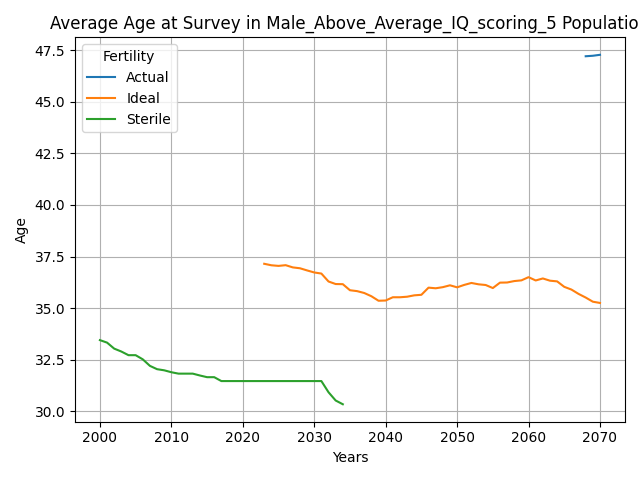 Average Age at Survey in Male_Above_Average_IQ_scoring_5 Populatio
Fertility
Actual
Ideal
Sterile
47.5
45.0
42.5
40.0
37.5
35.0
32.5
30.0
Age
2000 2010 2020 2030 2040 2050 2060 2070
Years